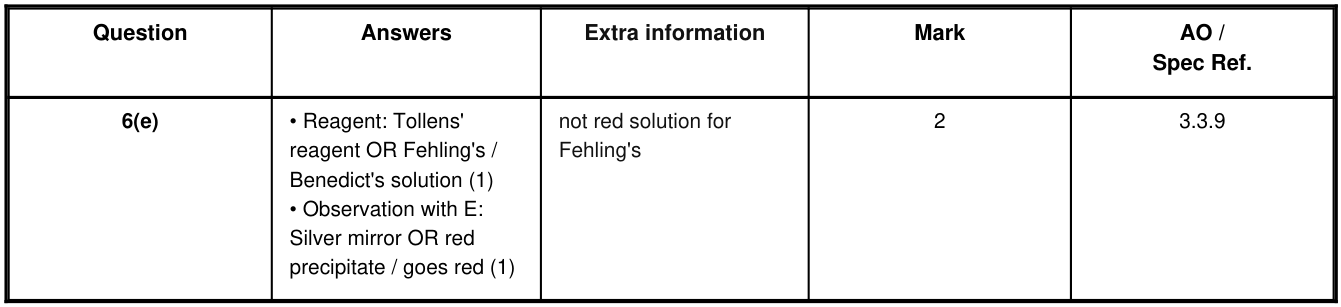 Question Answers Extra information Mark AO /
Spec Ref.
6(e)
• Reagent: Tollens'
reagent OR Fehling's /
Benedict's solution (1)
• Observation with E:
Silver mirror OR red
precipitate / goes red (1)
not red solution for
Fehling's
2
3.3.9